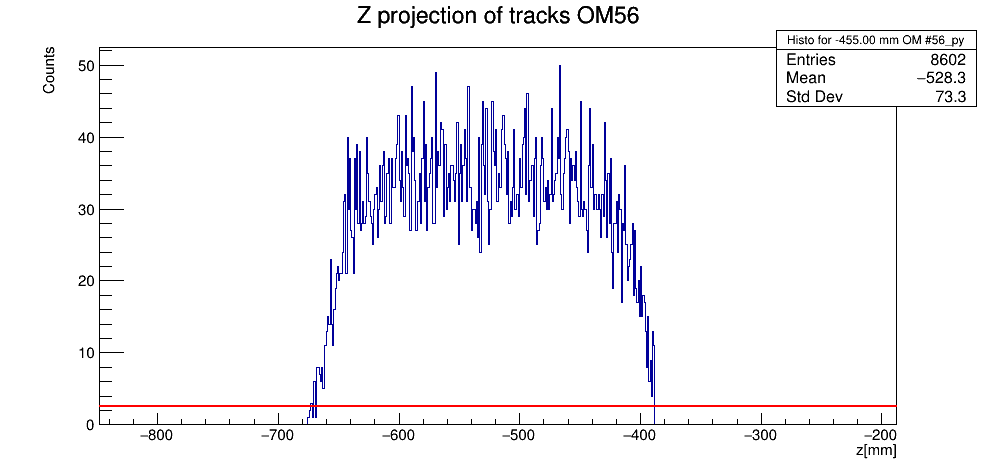 Z projection of tracks OM56
Histo for -455.00 mm OM #56_py
Entries 8602
Mean −528.3
Std Dev 73.3
Counts
50
40
30
20
10
0
−800 −700 −600 −500 −400 −300 −200
z[mm]